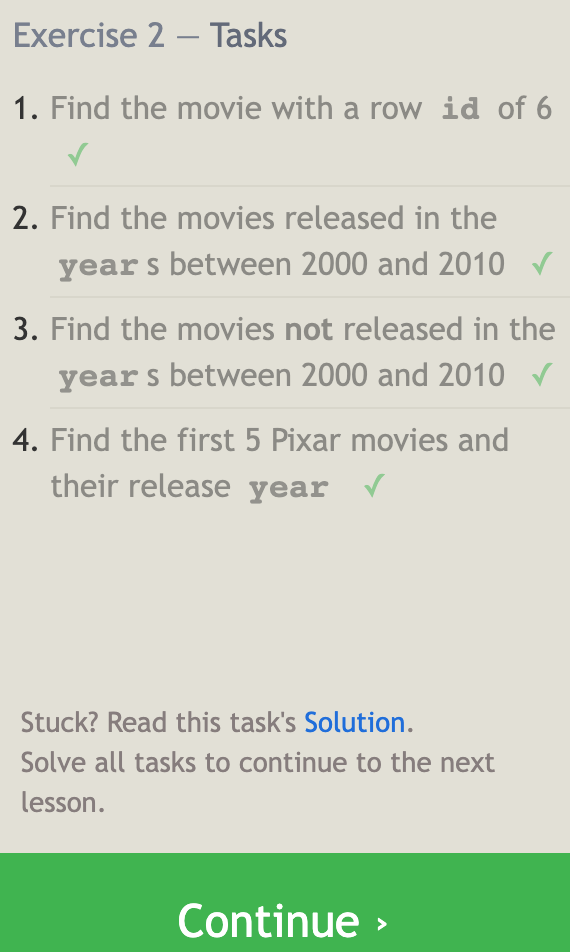 Exercise 2 — Tasks
1. Find the movie with a row id of 6
✓
2. Find the movies released in the
years between 2000 and 2010 ✓
3. Find the movies not released in the
years between 2000 and 2010 ✓
4. Find the first 5 Pixar movies and
their release year ✓
Stuck? Read this task's Solution.
Solve all tasks to continue to the next
lesson.
Continue ›